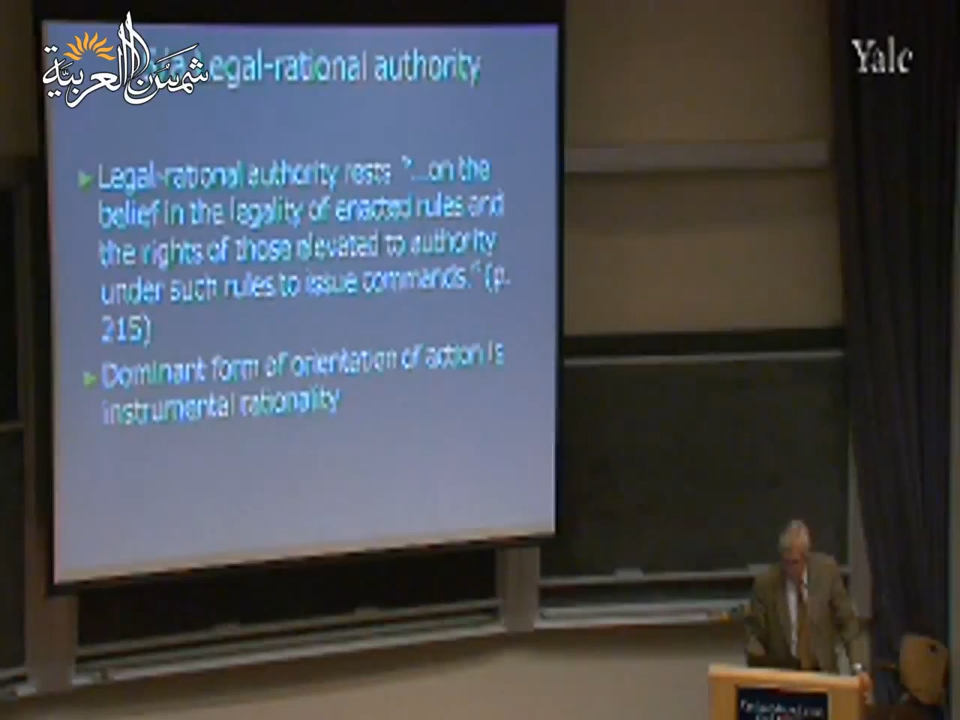 شمس العربية
Yale
Legal-rational authority
Legal-rational authority rests "...on the
belief in the legality of enacted rules and
the rights of those elevated to authority
under such rules to issue commands." (p.
215)
Dominant form of orientation of action is
instrumental rationality